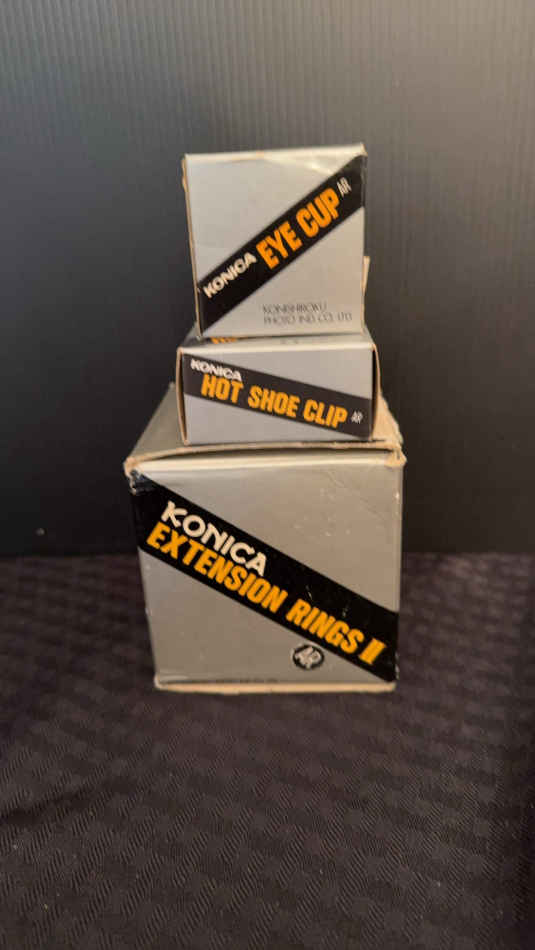 KONICA EYE CUP AR
KONISHIROKU
PHOTO IND. CO., LTD.
KONICA
HOT SHOE CLIP AR
KONICA
EXTENSION RINGS II
AR